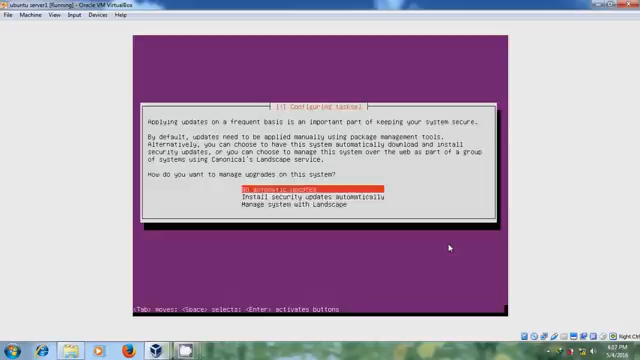 ubuntu server1 [Running] - Oracle VM VirtualBox
File Machine View Input Devices Help
[!] Configuring tasksel
Applying updates on a frequent basis is an important part of keeping your system secure.
By default, updates need to be applied manually using package management tools.
Alternatively, you can choose to have this system automatically download and install
security updates, or you can choose to manage this system over the web as part of a group
of systems using Canonical's Landscape service.
How do you want to manage upgrades on this system?
No automatic updates
Install security updates automatically
Manage system with Landscape
<Tab> moves; <Space> selects; <Enter> activates buttons
Right Ctrl
4:07 PM
5/4/2016